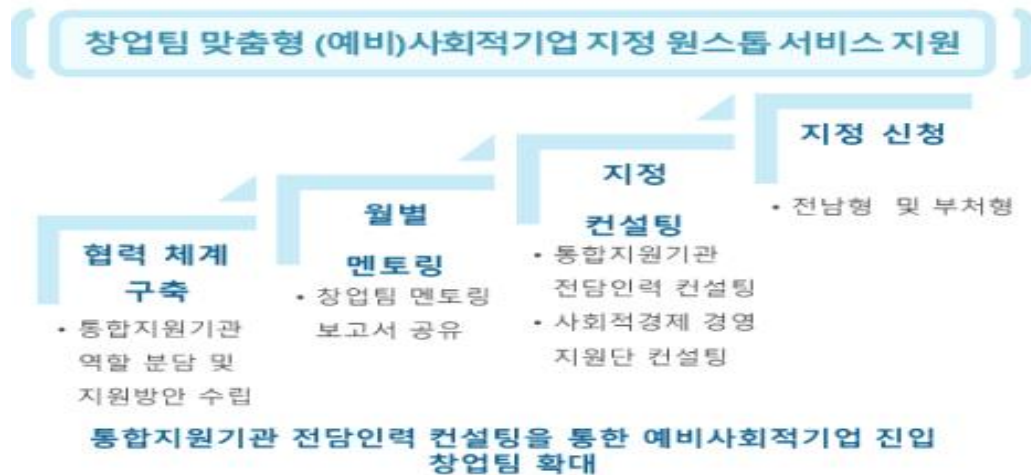 창업팀 맞춤형 (예비)사회적기업 지정 원스톱 서비스 지원
협력 체계
구축
• 통합지원기관
역할 분담 및
지원방안 수립
월별
멘토링
• 창업팀 멘토링
보고서 공유
지정
컨설팅
• 통합지원기관
전담인력 컨설팅
• 사회적경제 경영
지원단 컨설팅
지정 신청
• 전남형 및 부처형
통합지원기관 전담인력 컨설팅을 통한 예비사회적기업 진입
창업팀 확대